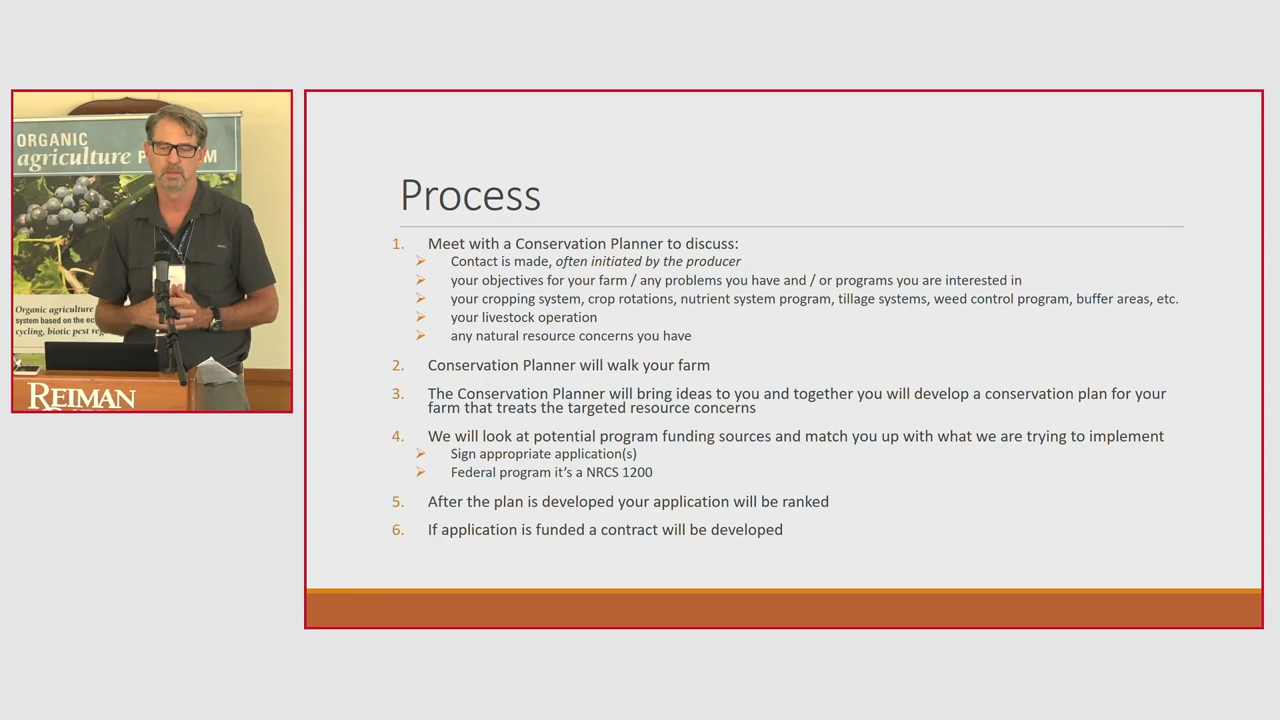 ORGANIC
agriculture P M
Organic agriculture
system based on the ec
cycling, biotic pest reg
REIMAN
Process
1. Meet with a Conservation Planner to discuss:
Contact is made, often initiated by the producer
your objectives for your farm / any problems you have and / or programs you are interested in
your cropping system, crop rotations, nutrient system program, tillage systems, weed control program, buffer areas, etc.
your livestock operation
any natural resource concerns you have
2. Conservation Planner will walk your farm
3. The Conservation Planner will bring ideas to you and together you will develop a conservation plan for your
farm that treats the targeted resource concerns
4. We will look at potential program funding sources and match you up with what we are trying to implement
Sign appropriate application(s)
Federal program it’s a NRCS 1200
5. After the plan is developed your application will be ranked
6. If application is funded a contract will be developed